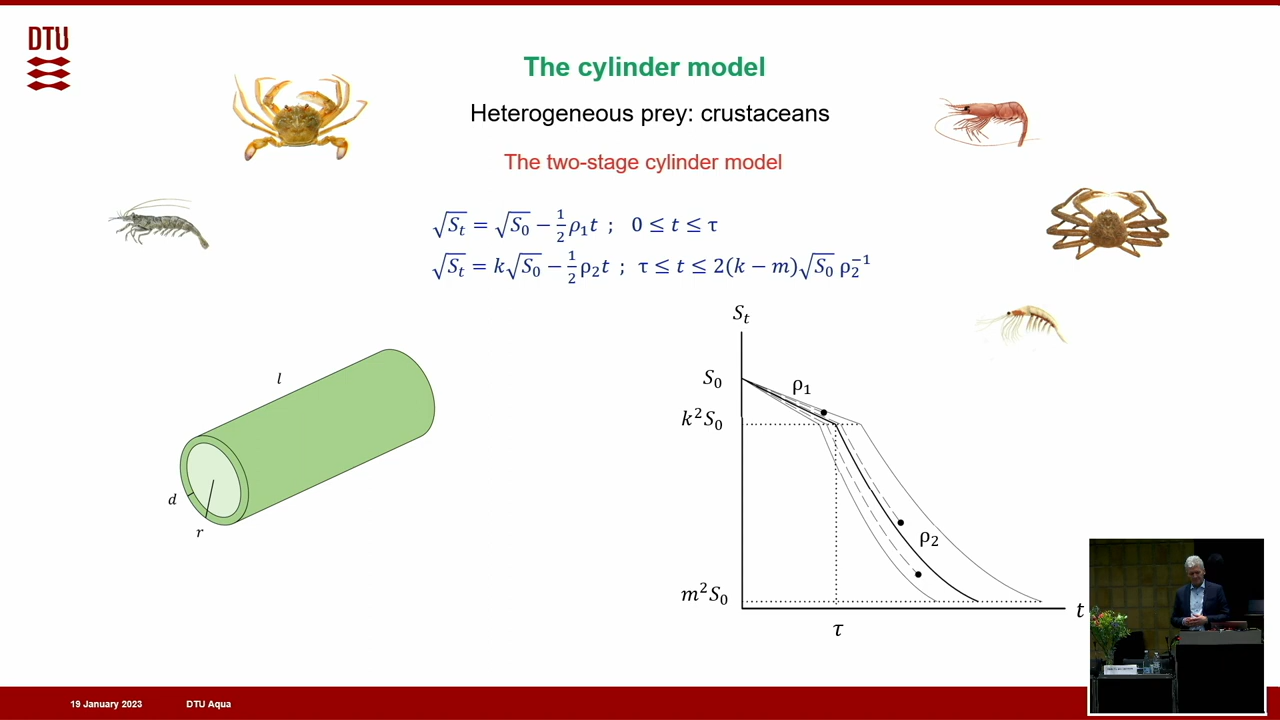 DTU
The cylinder model
Heterogeneous prey: crustaceans
The two-stage cylinder model
√S_t = √S_0 − ½ρ_1t ; 0 ≤ t ≤ τ
√S_t = k√S_0 − ½ρ_2t ; τ ≤ t ≤ 2(k − m)√S_0 ρ_2^−1
l
d
r
S_t
S_0
ρ_1
k²S_0
ρ_2
m²S_0
t
τ
19 January 2023 DTU Aqua